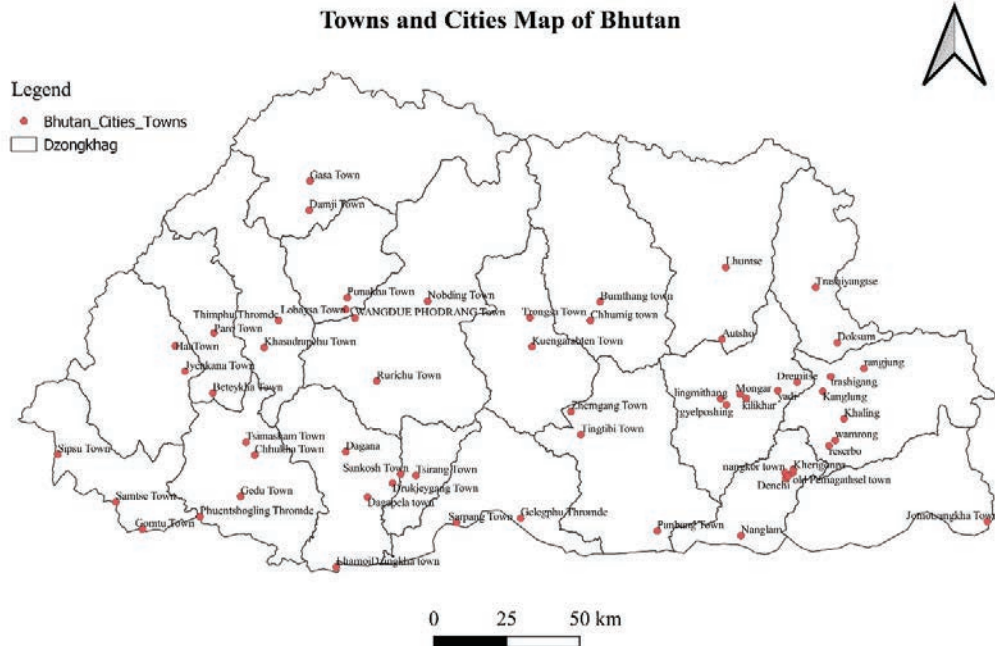 Towns and Cities Map of Bhutan
Legend
Bhutan_Cities_Towns
Dzongkhag
Gasa Town
Damji Town
Lhuntse
Trashiyangtse
Punakha Town
Nobding Town
Bumthang town
Lobaysa Town
WANGDUE PHODRANG Town
Thimphu Thromde
Trongsa Town
Chhumig town
Paro Town
Autsho
Doksum
HaaTown
Khasadrapchu Town
Kuengarabten Town
Jyenkana Town
rangjung
Rurichu Town
Dremitse
trashigang
Beteykha Town
lingmithang
Mongar
yadi
Kanglung
kilikhar
gyelposhing
Zhemgang Town
Khaling
Tingtibi Town
Tsimasham Town
wamrong
Sipsu Town
Chhukha Town
Dagana
reserbo
Sankosh Town
Tsirang Town
nangkor town
Kherigonpa
old Pemagathsel town
Denchi
Drukjeygang Town
Gedu Town
Dagapela town
Samtse Town
Phuentshogling Thromde
Sarpang Town
Gelegphu Thromde
Jomotsangkha Town
Gomtu Town
Panbang Town
Nanglam
LhamoiDzingkha town
0 25 50 km